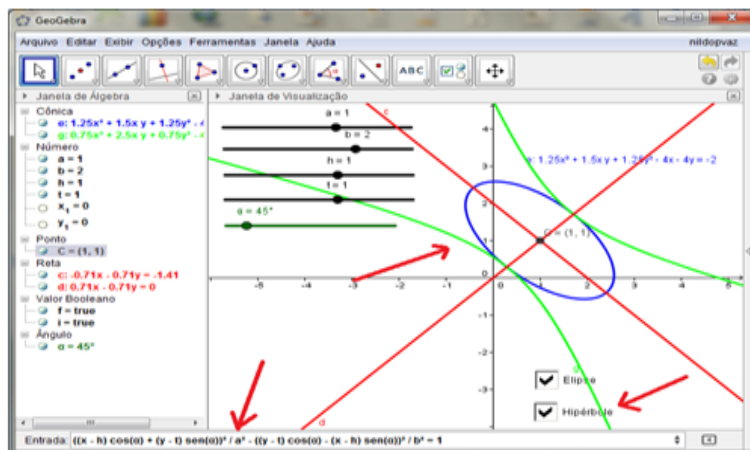 GeoGebra
Arquivo Editar Exibir Opções Ferramentas Janela Ajuda
nildopvaz
ABC
Janela de Álgebra
Cônica
e: 1.25x² + 1.5x y + 1.25y² -
g: 0.75x² + 2.5x y + 0.75y² -
Número
a = 1
b = 2
h = 1
t = 1
x₁ = 0
y₁ = 0
Ponto
C = (1, 1)
Reta
c: -0.71x - 0.71y = -1.41
d: 0.71x - 0.71y = 0
Valor Booleano
f = true
i = true
Ângulo
α = 45°
Janela de Visualização
a = 1
c
b = 2
h = 1
t = 1
α = 45°
e: 1.25x² + 1.5x y + 1.25y² - 4x - 4y = -2
C = (1, 1)
4
3
2
1
0
-1
-2
-3
-5 -4 -3 -2 -1 0 1 2 3 4 5
g
d
Elipse
Hipérbole
Entrada: ((x - h) cos(α) + (y - t) sen(α))² / a² - ((y - t) cos(α) - (x - h) sen(α))² / b² = 1